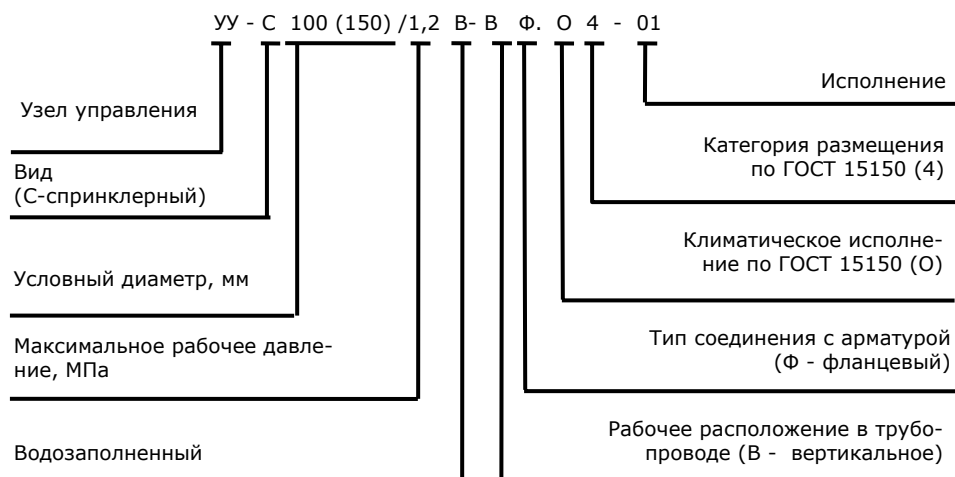 УУ - С 100 (150) /1,2 В- В Ф. О 4 - 01
Узел управления
Вид
(С-спринклерный)
Условный диаметр, мм
Максимальное рабочее давле-
ние, МПа
Водозаполненный
Исполнение
Категория размещения
по ГОСТ 15150 (4)
Климатическое исполне-
ние по ГОСТ 15150 (О)
Тип соединения с арматурой
(Ф - фланцевый)
Рабочее расположение в трубо-
проводе (В - вертикальное)